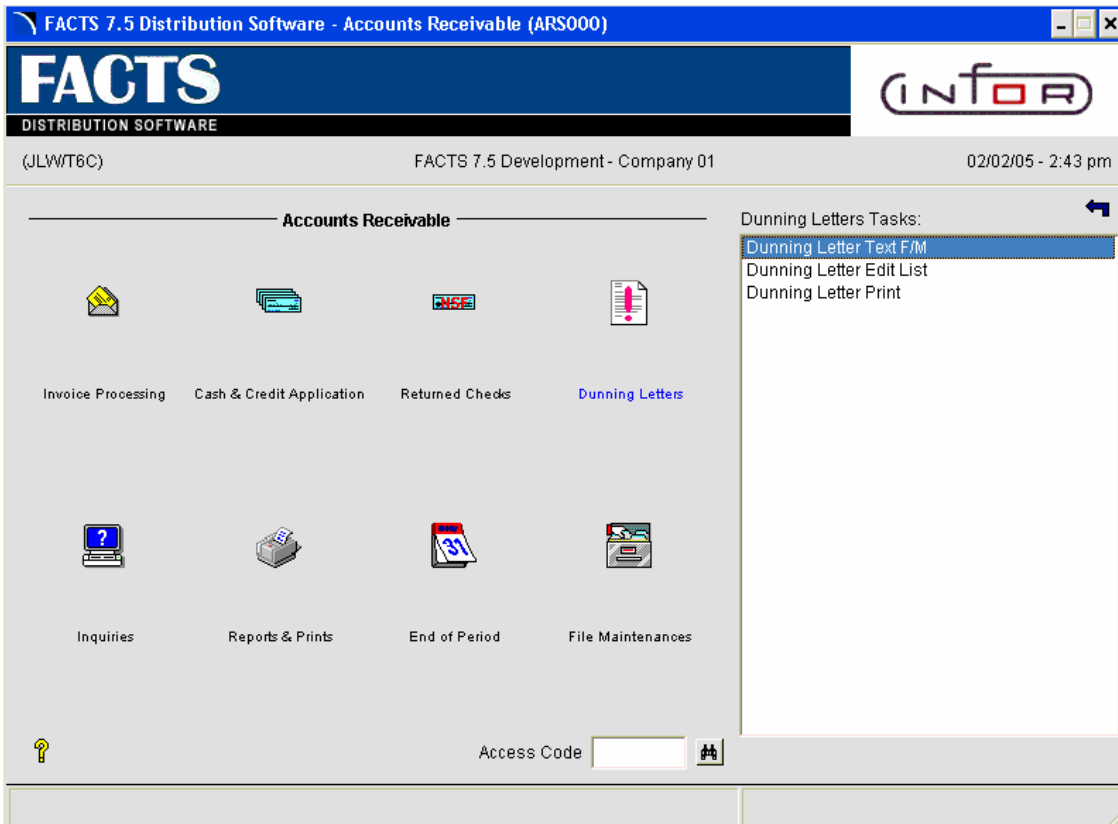 FACTS 7.5 Distribution Software - Accounts Receivable (ARS000)
FACTS
DISTRIBUTION SOFTWARE
INFOR
(JLW/T6C)
FACTS 7.5 Development - Company 01
02/02/05 - 2:43 pm
Accounts Receivable
NSF
Invoice Processing
Cash & Credit Application
Returned Checks
Dunning Letters
?
31
Inquiries
Reports & Prints
End of Period
File Maintenances
?
Access Code
Dunning Letters Tasks:
Dunning Letter Text F/M
Dunning Letter Edit List
Dunning Letter Print